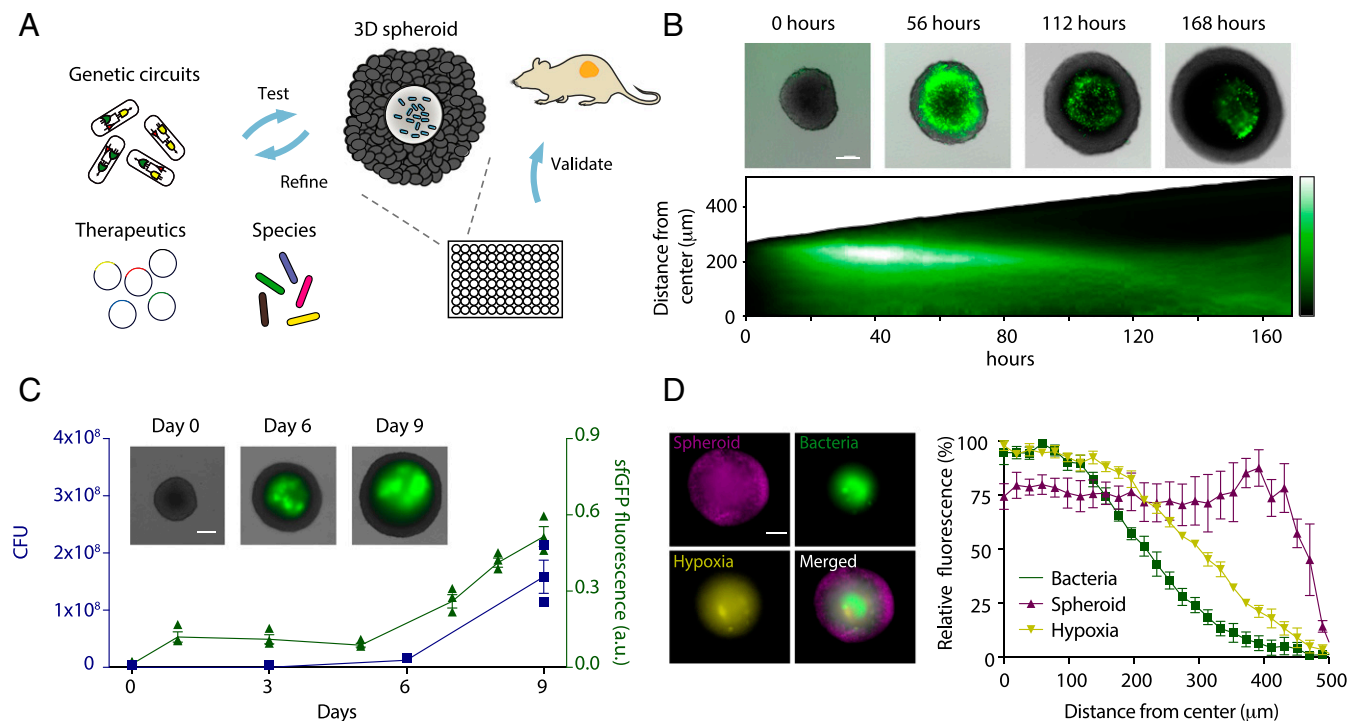 A
3D spheroid
Genetic circuits
Test
Refine
Validate
Therapeutics
Species
B
0 hours
56 hours
112 hours
168 hours
Distance from
center (μm)
400
200
0
0
40
80
120
160
hours
C
Day 0
Day 6
Day 9
CFU
4x10⁸
3x10⁸
2x10⁸
1x10⁸
0
0.9
0.6
0.3
0.0
sfGFP fluorescence (a.u.)
0
3
6
9
Days
D
Spheroid
Bacteria
Hypoxia
Merged
Relative fluorescence (%)
100
75
50
25
0
Bacteria
Spheroid
Hypoxia
0
100
200
300
400
500
Distance from center (μm)